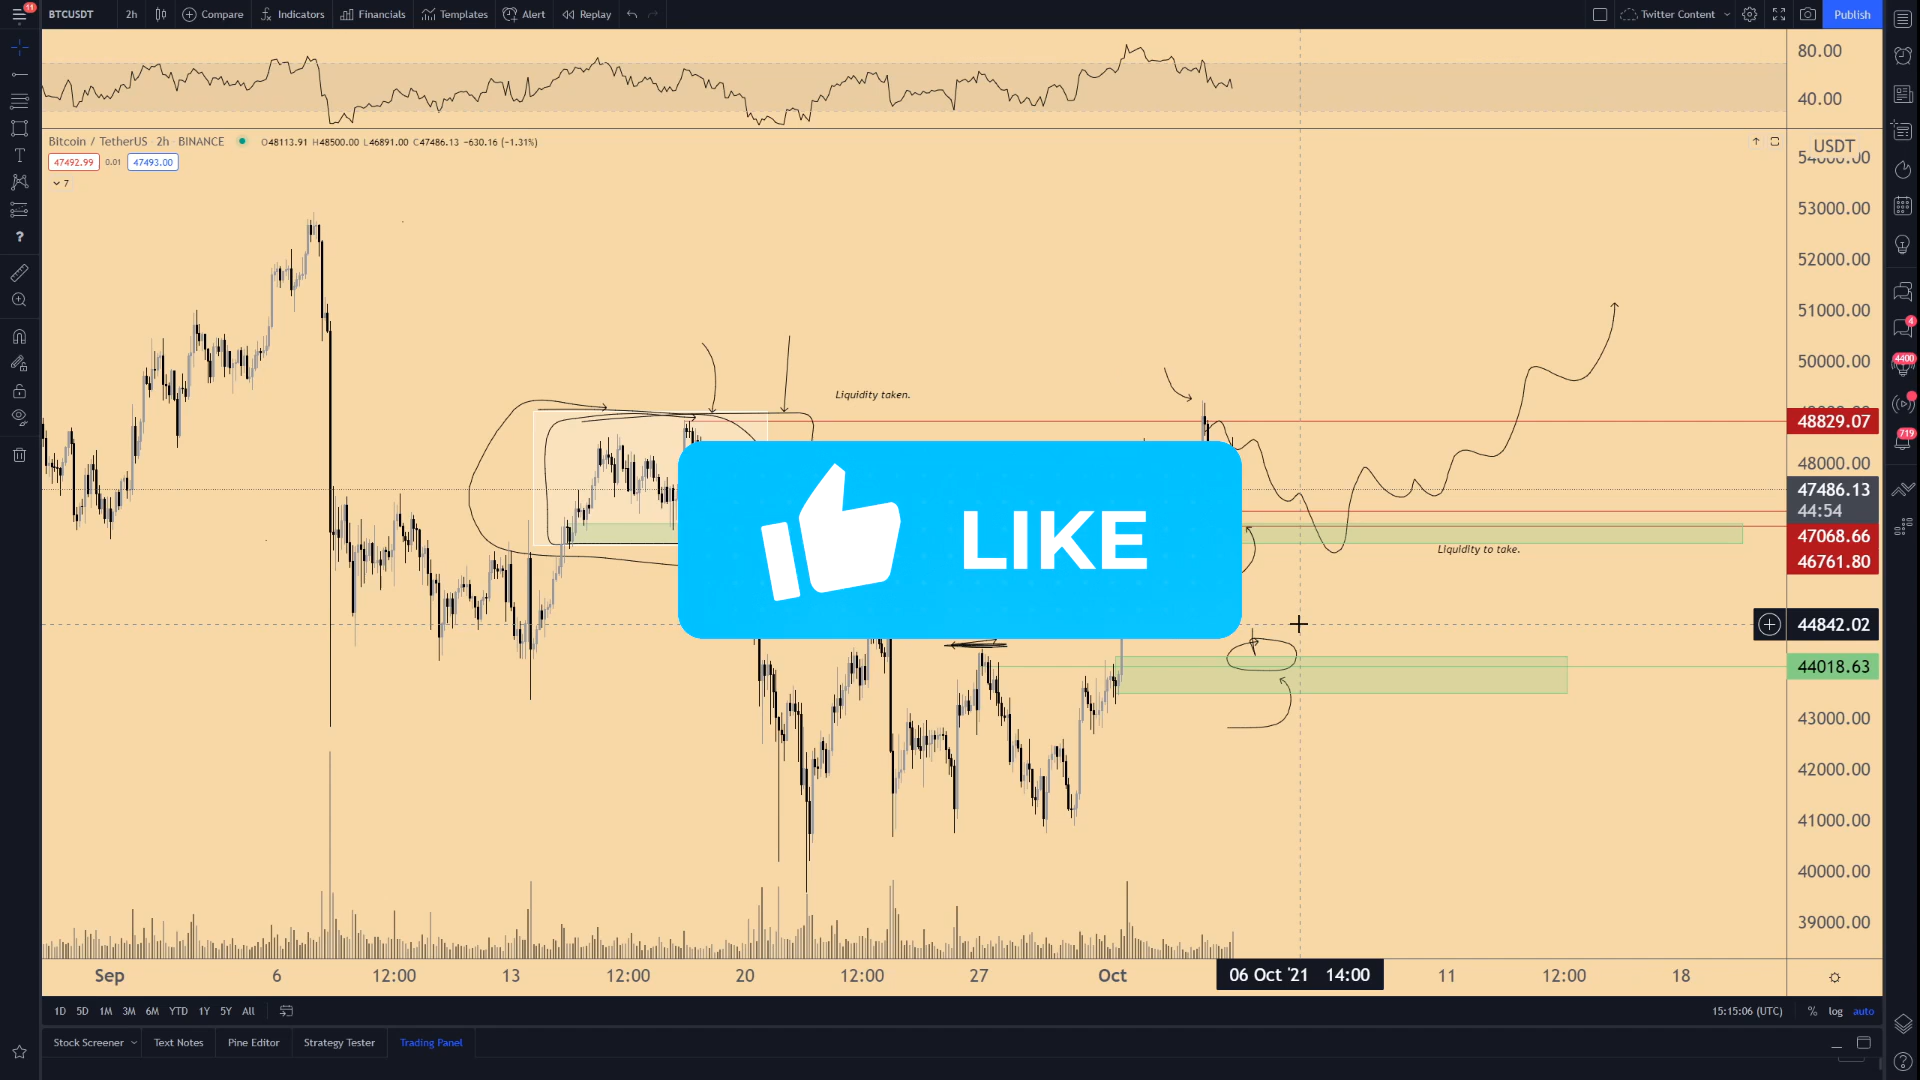 11
BTCUSDT
2h
Compare
Indicators
Financials
Templates
Alert
Replay
Twitter Content
Publish
80.00
40.00
Bitcoin / TetherUS · 2h · BINANCE
O48113.91 H48500.00 L46891.00 C47486.13 −630.16 (−1.31%)
47492.99
0.01
47493.00
7
USDT
53000.00
52000.00
51000.00
50000.00
Liquidity taken.
48829.07
48000.00
47486.13
44:54
47068.66
46761.80
Liquidity to take.
LIKE
44842.02
44018.63
43000.00
42000.00
41000.00
40000.00
39000.00
4
4400
719
Sep
6
12:00
13
12:00
20
12:00
27
Oct
06 Oct '21 14:00
11
12:00
18
1D
5D
1M
3M
6M
YTD
1Y
5Y
All
15:15:06 (UTC)
%
log
auto
Stock Screener
Text Notes
Pine Editor
Strategy Tester
Trading Panel